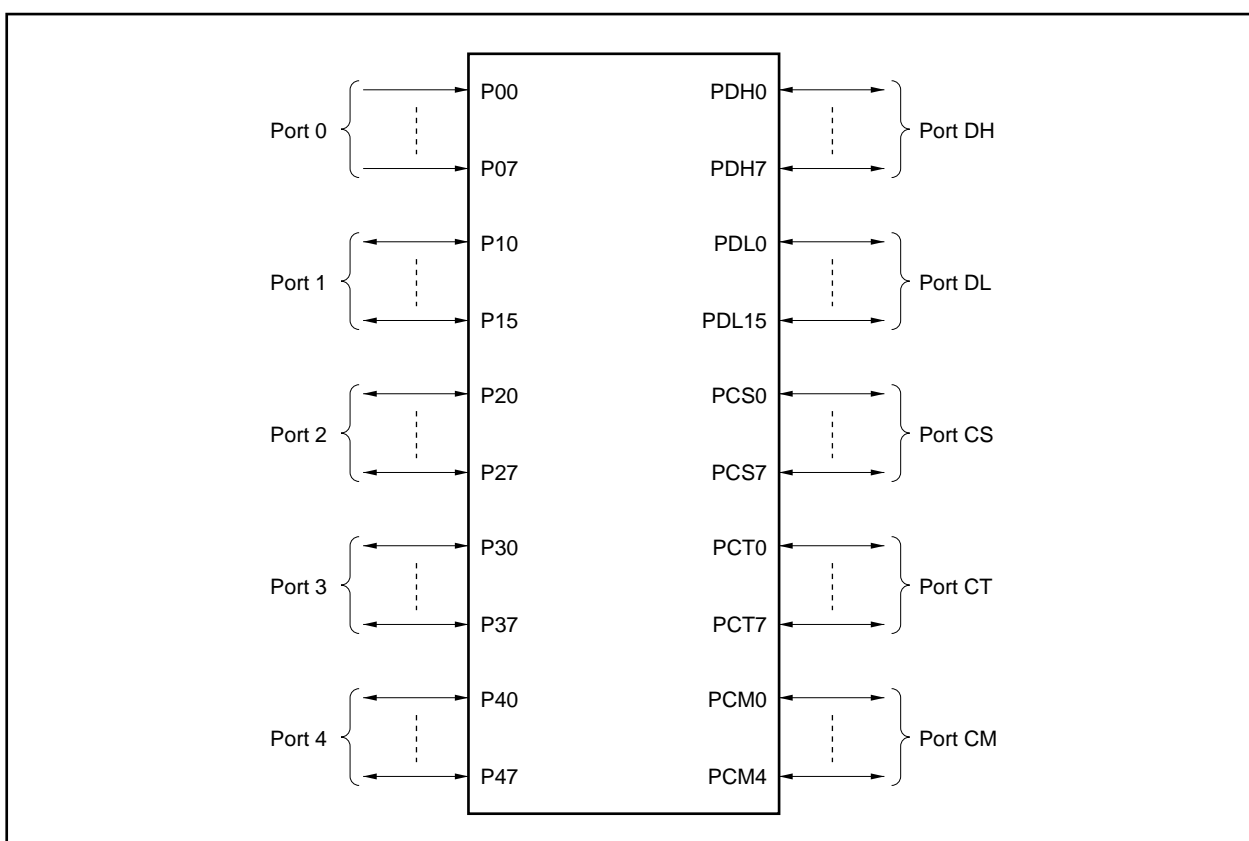 P00
PDH0
Port 0
Port DH
P07
PDH7
P10
PDL0
Port 1
Port DL
P15
PDL15
P20
PCS0
Port 2
Port CS
P27
PCS7
P30
PCT0
Port 3
Port CT
P37
PCT7
P40
PCM0
Port 4
Port CM
P47
PCM4